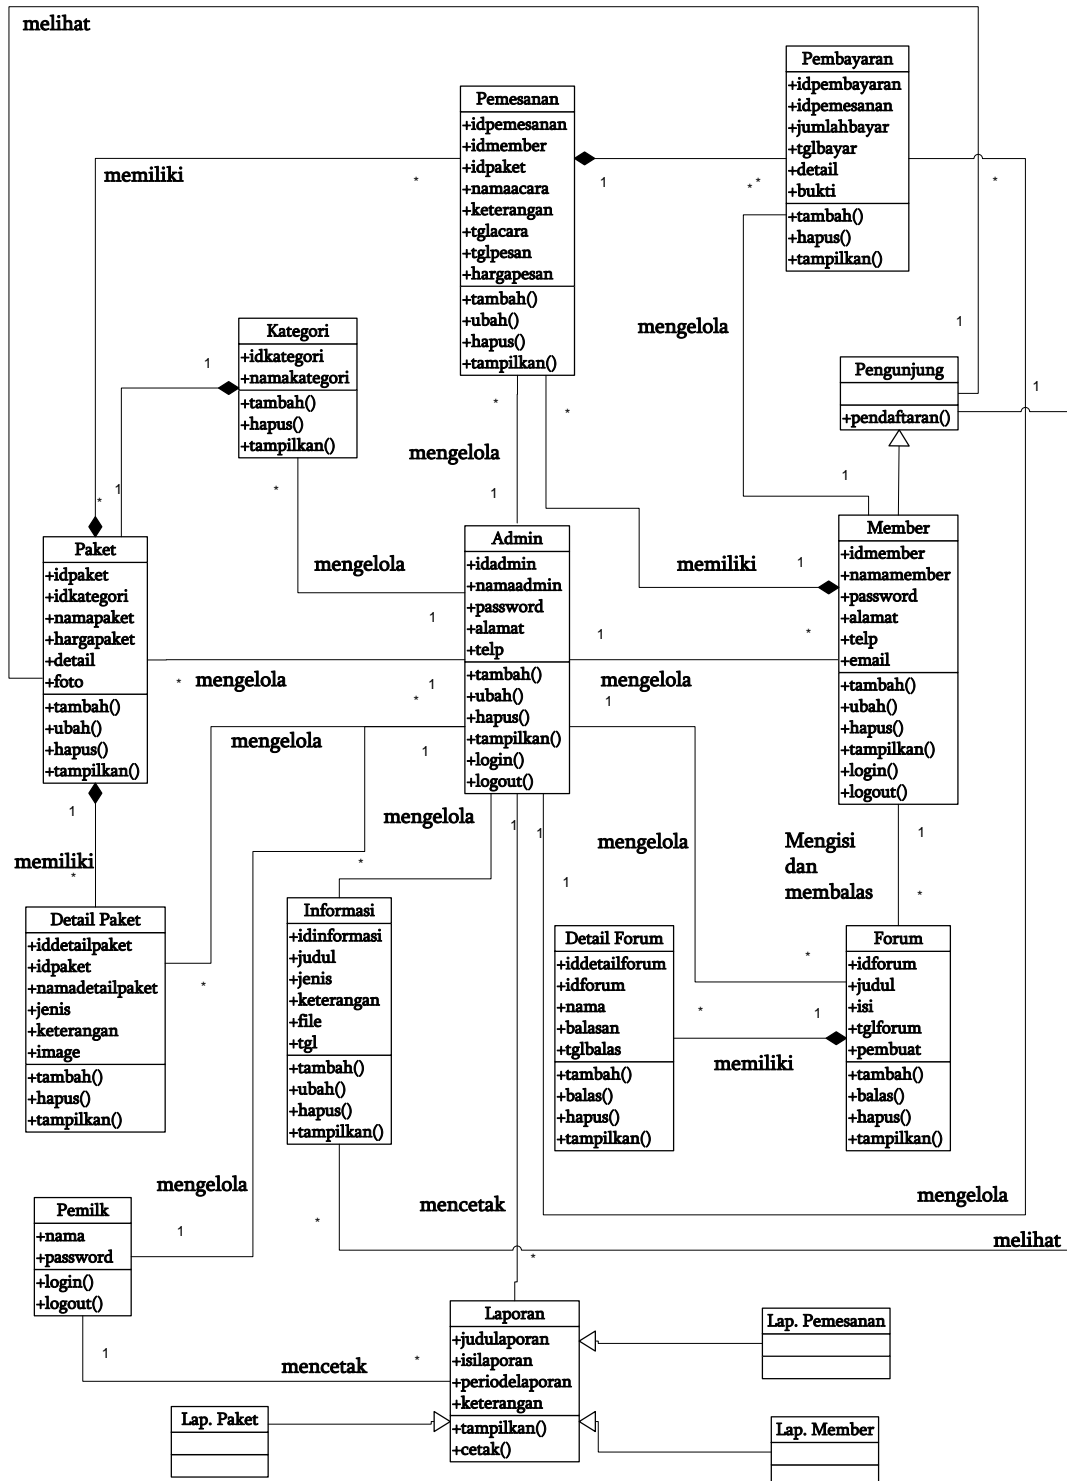 melihat
Pembayaran
+idpembayaran
+idpemesanan
+jumlahbayar
+tglbayar
+detail
+bukti
+tambah()
+hapus()
+tampilkan()
Pemesanan
+idpemesanan
+idmember
+idpaket
+namaacara
+keterangan
+tglacara
+tglpesan
+hargapesan
+tambah()
+ubah()
+hapus()
+tampilkan()
memiliki
*
1
*
*
*
mengelola
1
1
Kategori
+idkategori
+namakategori
+tambah()
+hapus()
+tampilkan()
1
Pengunjung
+pendaftaran()
*
*
mengelola
1
*
1
*
1
Paket
+idpaket
+idkategori
+namapaket
+hargapaket
+detail
+foto
+tambah()
+ubah()
+hapus()
+tampilkan()
mengelola
1
Admin
+idadmin
+namaadmin
+password
+alamat
+telp
+tambah()
+ubah()
+hapus()
+tampilkan()
+login()
+logout()
memiliki
1
Member
+idmember
+namamember
+password
+alamat
+telp
+email
+tambah()
+ubah()
+hapus()
+tampilkan()
+login()
+logout()
1
*
*
mengelola
1
*
mengelola
1
mengelola
1
1
memiliki
*
mengelola
1
1
*
mengelola
1
Mengisi
dan
membalas
1
*
Detail Paket
+iddetailpaket
+idpaket
+namadetailpaket
+jenis
+keterangan
+image
+tambah()
+hapus()
+tampilkan()
*
Informasi
+idinformasi
+judul
+jenis
+keterangan
+file
+tgl
+tambah()
+ubah()
+hapus()
+tampilkan()
Detail Forum
+iddetailforum
+idforum
+nama
+balasan
+tglbalas
+tambah()
+balas()
+hapus()
+tampilkan()
*
*
1
memiliki
Forum
+idforum
+judul
+isi
+tglforum
+pembuat
+tambah()
+balas()
+hapus()
+tampilkan()
mengelola
1
*
mencetak
*
mengelola
melihat
Pemilk
+nama
+password
+login()
+logout()
1
mencetak
*
Laporan
+judulaporan
+isilaporan
+periodelaporan
+keterangan
+tampilkan()
+cetak()
Lap. Pemesanan
Lap. Paket
Lap. Member